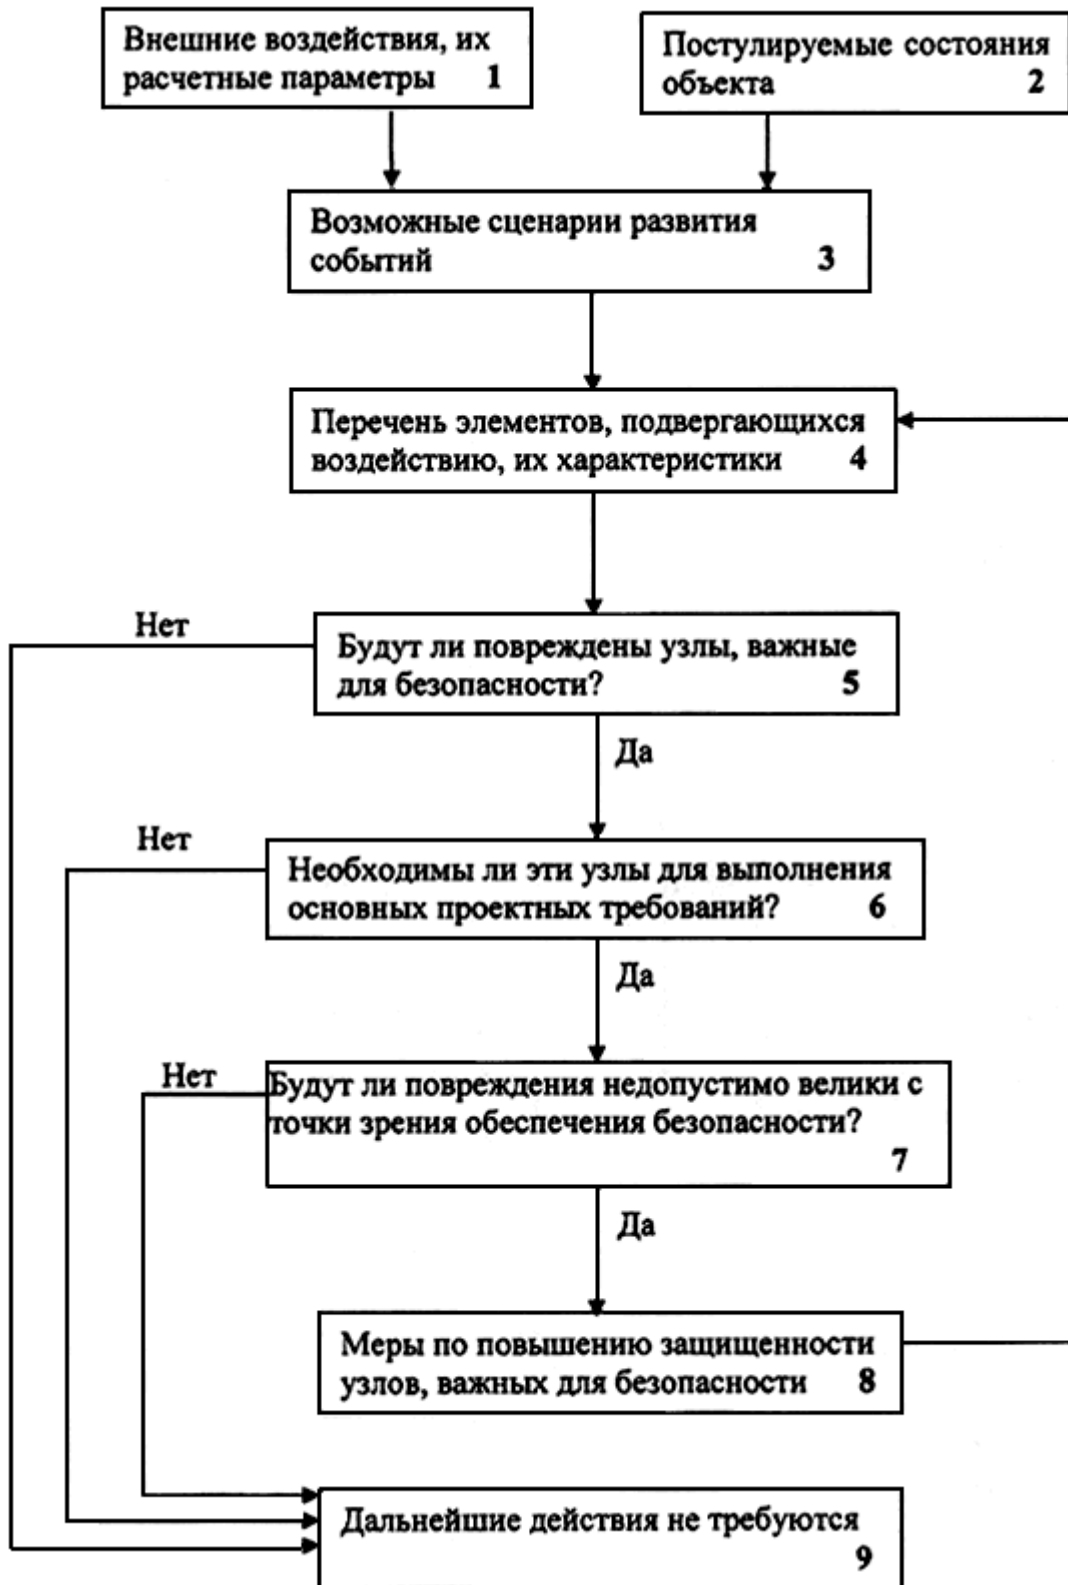 Внешние воздействия, их
расчетные параметры 1
Постулируемые состояния
объекта 2
Возможные сценарии развития
событий 3
Перечень элементов, подвергающихся
воздействию, их характеристики 4
Нет
Будут ли повреждены узлы, важные
для безопасности? 5
Да
Нет
Необходимы ли эти узлы для выполнения
основных проектных требований? 6
Да
Нет
Будут ли повреждения недопустимо велики с
точки зрения обеспечения безопасности?
7
Да
Меры по повышению защищенности
узлов, важных для безопасности 8
Дальнейшие действия не требуются
9